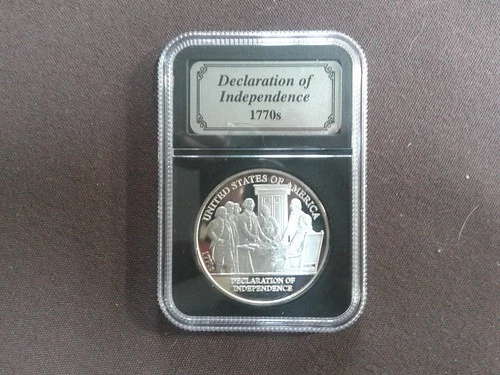 Declaration of
Independence
1770s
UNITED STATES OF AMERICA
DECLARATION OF
INDEPENDENCE